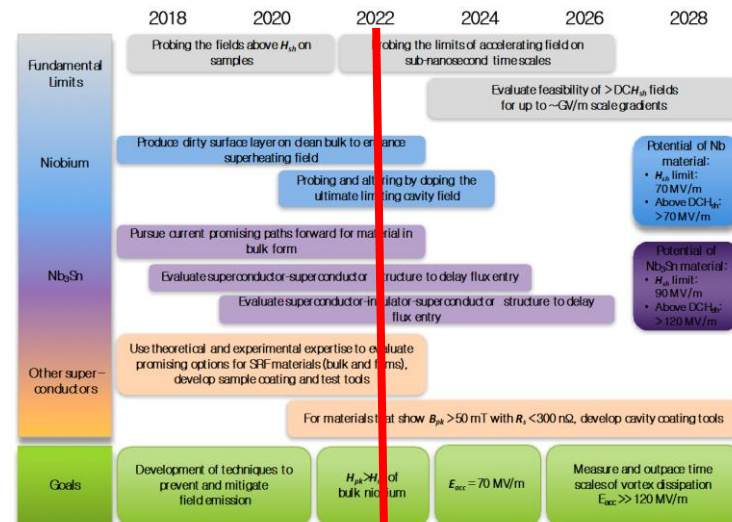 2018 2020 2022 2024 2026 2028
Fundamental
Limits
Probing the fields above Hsh on
samples
Probing the limits of accelerating field on
sub-nanosecond time scales
Evaluate feasibility of >DCHsh fields
for up to ~GV/m scale gradients
Niobium
Produce dirty surface layer on clean bulk to enhance
superheating field
Probing and altering by doping the
ultimate limiting cavity field
Potential of Nb
material:
• Hsh limit:
70 MV/m
• Above DCHsh:
>70 MV/m
Nb3Sn
Pursue current promising paths forward for material in
bulk form
Evaluate superconductor-superconductor structure to delay flux entry
Evaluate superconductor-insulator-superconductor structure to delay
flux entry
Potential of
Nb3Sn material:
• Hsh limit:
90 MV/m
• Above DCHsh:
>120 MV/m
Other super-
conductors
Use theoretical and experimental expertise to evaluate
promising options for SRF materials (bulk and films),
develop sample coating and test tools
For materials that show Bpk >50 mT with Rs <300 nΩ, develop cavity coating tools
Goals
Development of techniques to
prevent and mitigate
field emission
Hpk> of
bulk niobium
Eacc = 70 MV/m
Measure and outpace time
scales of vortex dissipation
Eacc>> 120 MV/m